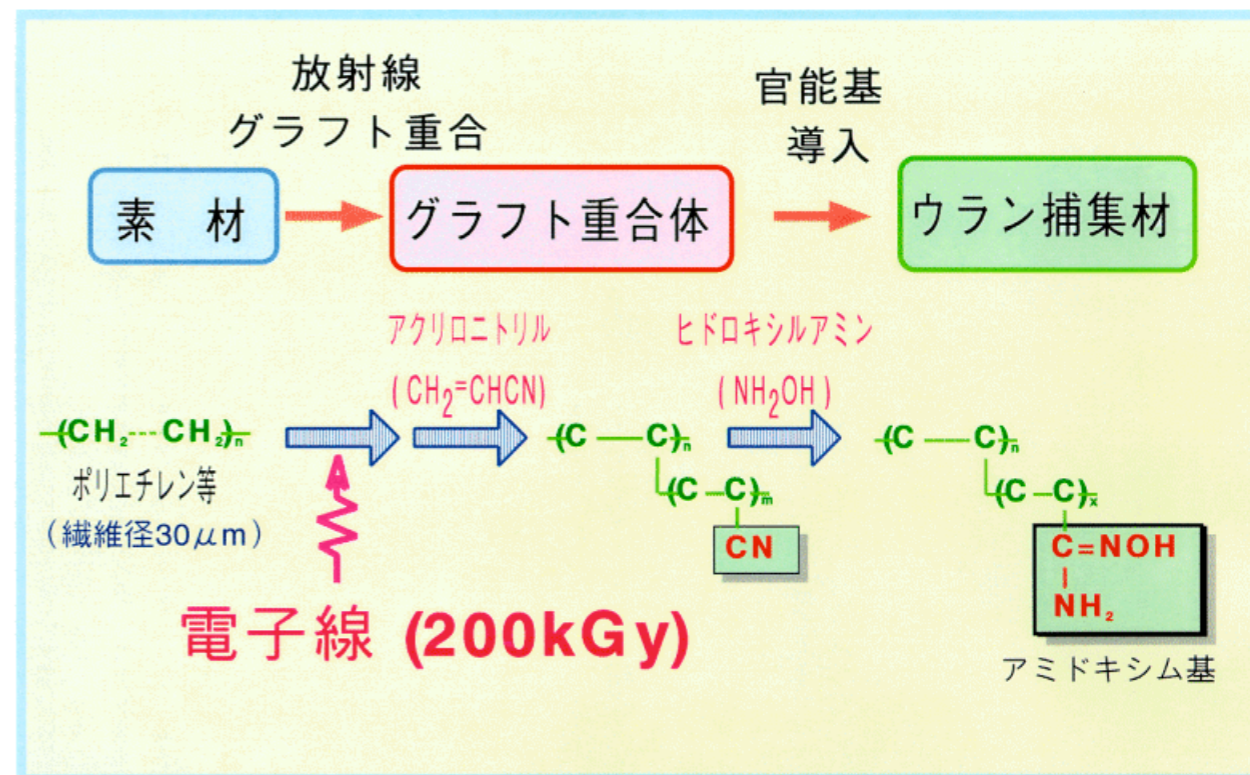 放射線
グラフト重合
官能基
導入
素 材
グラフト重合体
ウラン捕集材
アクリロニトリル
(CH₂=CHCN)
ヒドロキシルアミン
(NH₂OH)
-(CH₂---CH₂)ₙ-
-(C — C)ₙ-
-(C — C)ₙ-
ポリエチレン等
(繊維径30μm)
(C – C)ₘ
CN
(C – C)ₓ
C=NOH
NH₂
電子線 (200kGy)
アミドキシム基